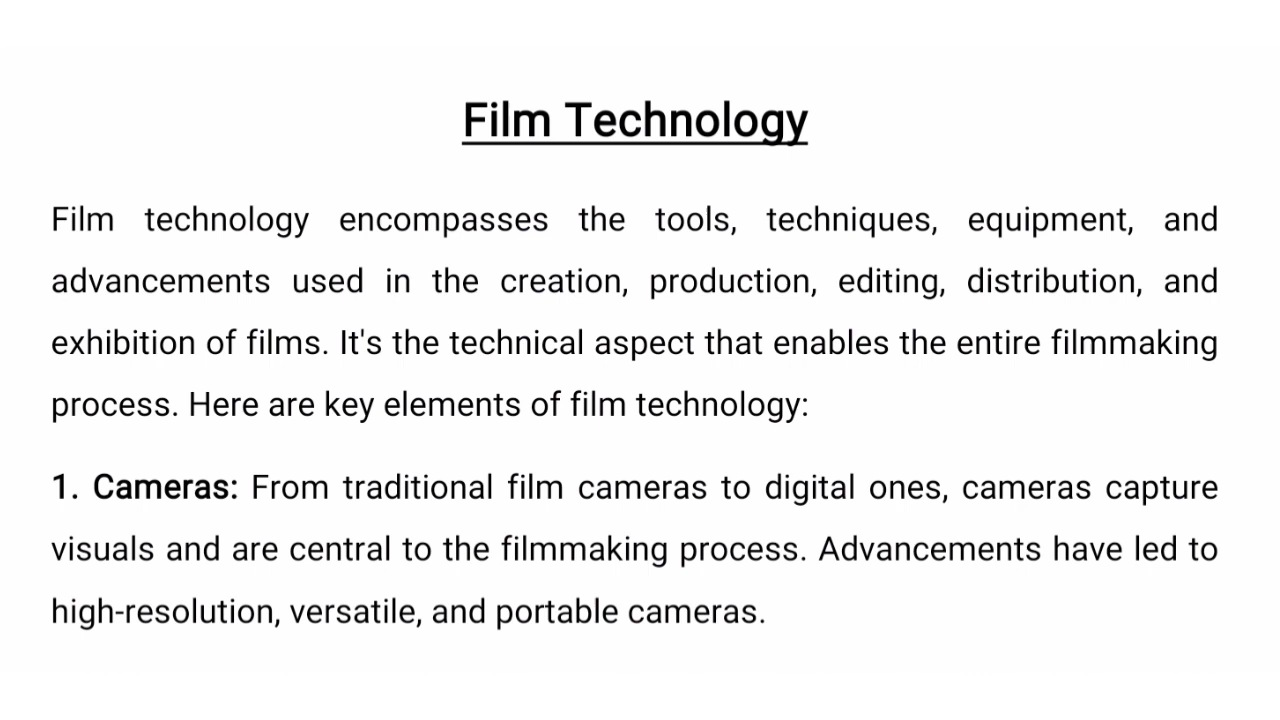 Film Technology
Film technology encompasses the tools, techniques, equipment, and
advancements used in the creation, production, editing, distribution, and
exhibition of films. It's the technical aspect that enables the entire filmmaking
process. Here are key elements of film technology:
1. Cameras: From traditional film cameras to digital ones, cameras capture
visuals and are central to the filmmaking process. Advancements have led to
high-resolution, versatile, and portable cameras.